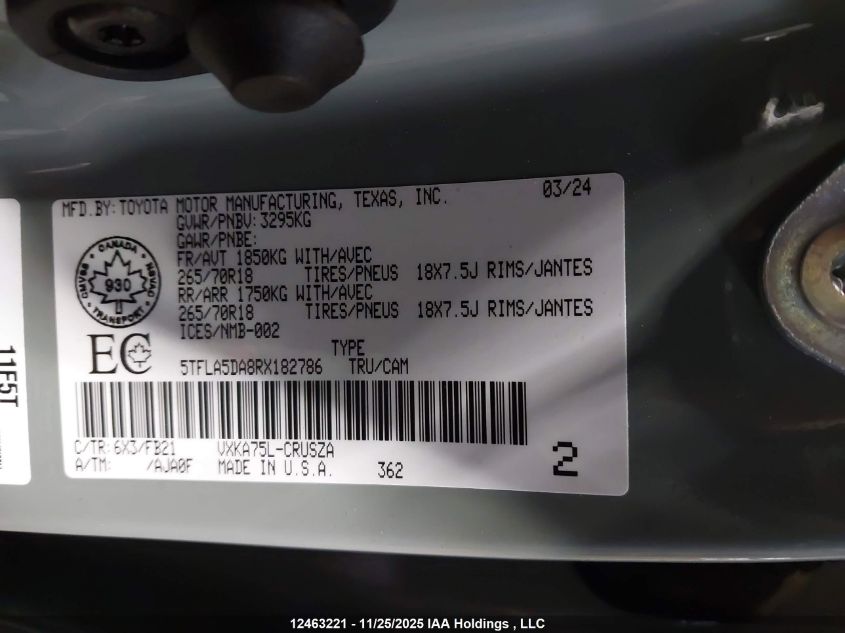 MFD.BY:TOYOTA MOTOR MANUFACTURING, TEXAS, INC. 03/24
GVWR/PNBV:3295KG
GAWR/PNBE:
FR/AVT 1850KG WITH/AVEC
265/70R18 TIRES/PNEUS 18X7.5J RIMS/JANTES
RR/ARR 1750KG WITH/AVEC
265/70R18 TIRES/PNEUS 18X7.5J RIMS/JANTES
ICES/NMB-002
CANADA
930
TRANSPORT
EC
TYPE
5TFLA5DA8RX182786 TRU/CAM
C/TR:6X3/FB21 VXKA75L-CRUSZA
A/TM: /AJA0F MADE IN U.S.A. 362
2
11F5T
12463221 - 11/25/2025 IAA Holdings , LLC